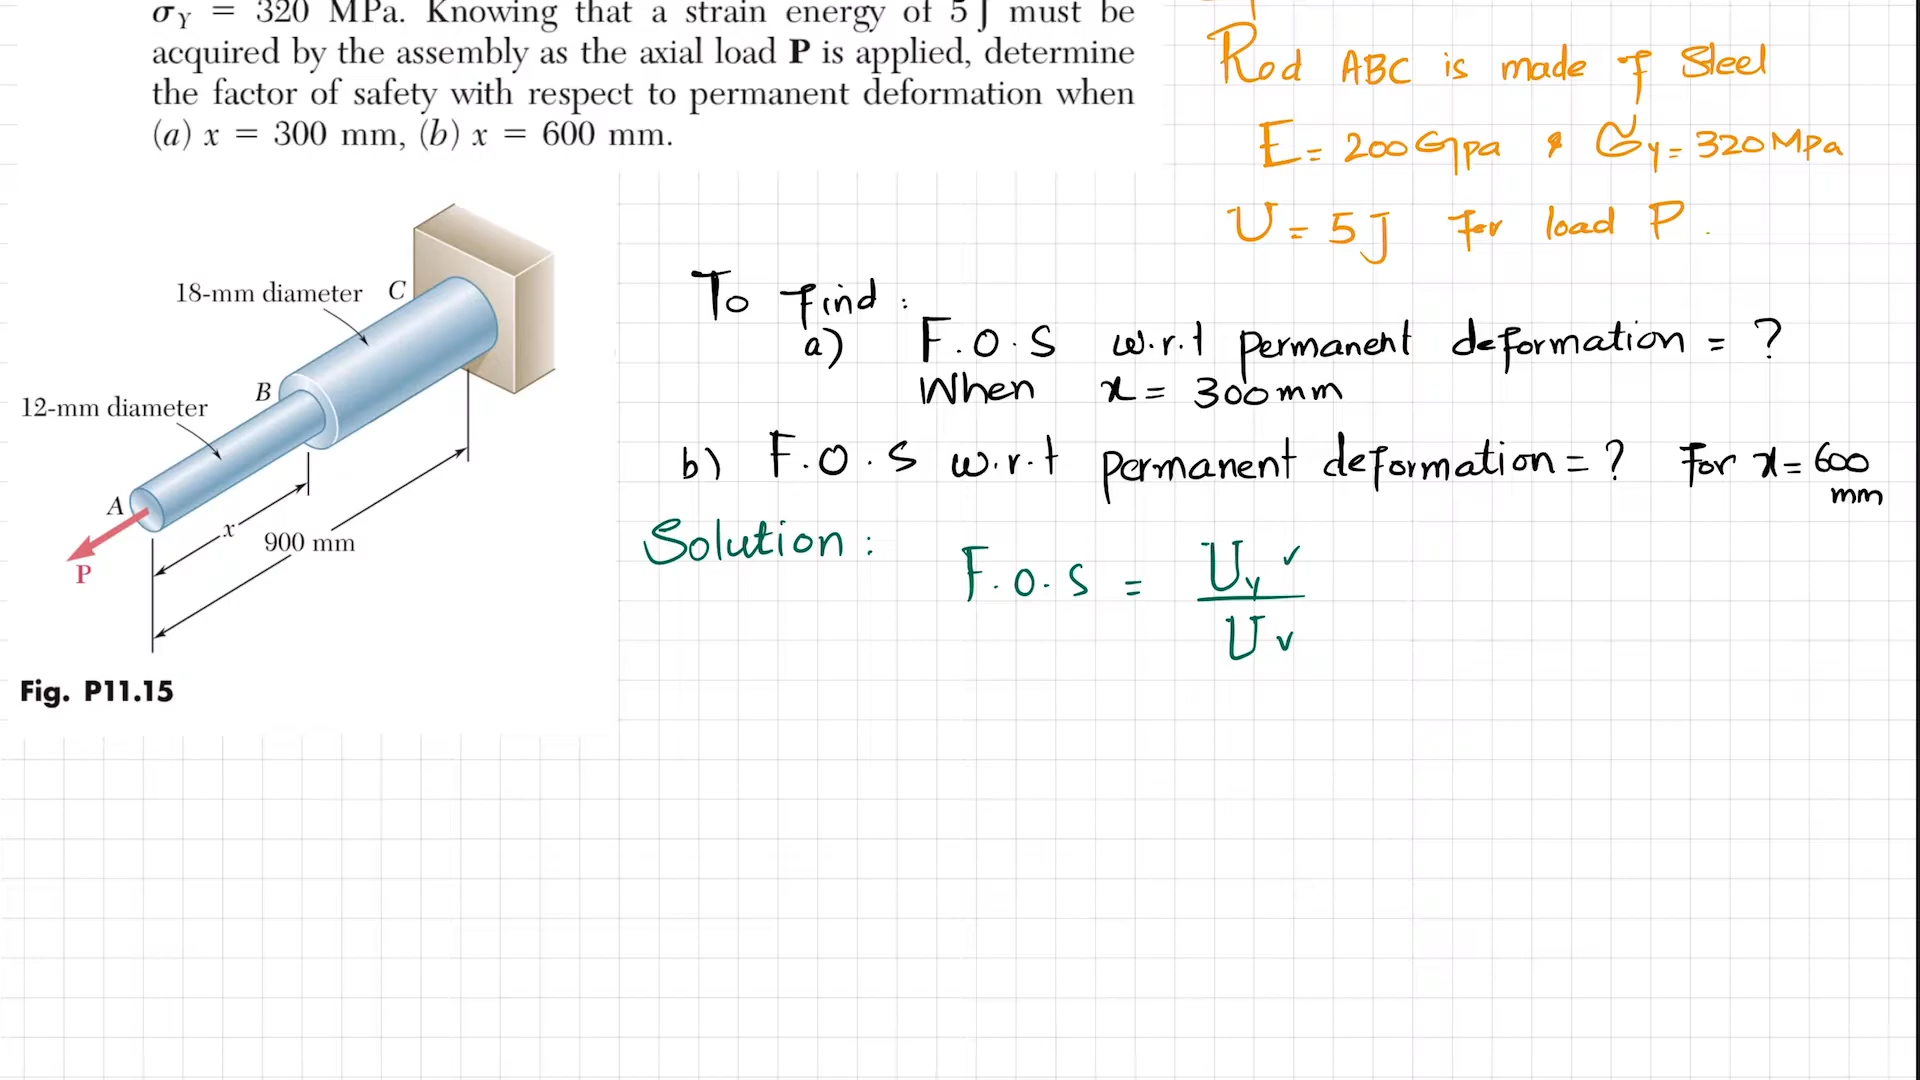 σY = 320 MPa. Knowing that a strain energy of 5 J must be
acquired by the assembly as the axial load P is applied, determine
the factor of safety with respect to permanent deformation when
(a) x = 300 mm, (b) x = 600 mm.
Rod ABC is made of Steel
E = 200 Gpa & σy = 320 MPa
U = 5 J for load P.
18-mm diameter C
B
12-mm diameter
A
x
900 mm
P
Fig. P11.15
To find :
a) F.O.S w.r.t permanent deformation = ?
When x = 300 mm
b) F.O.S w.r.t permanent deformation = ? For x = 600
mm
Solution :
F.O.S = Uy ✓
U ✓